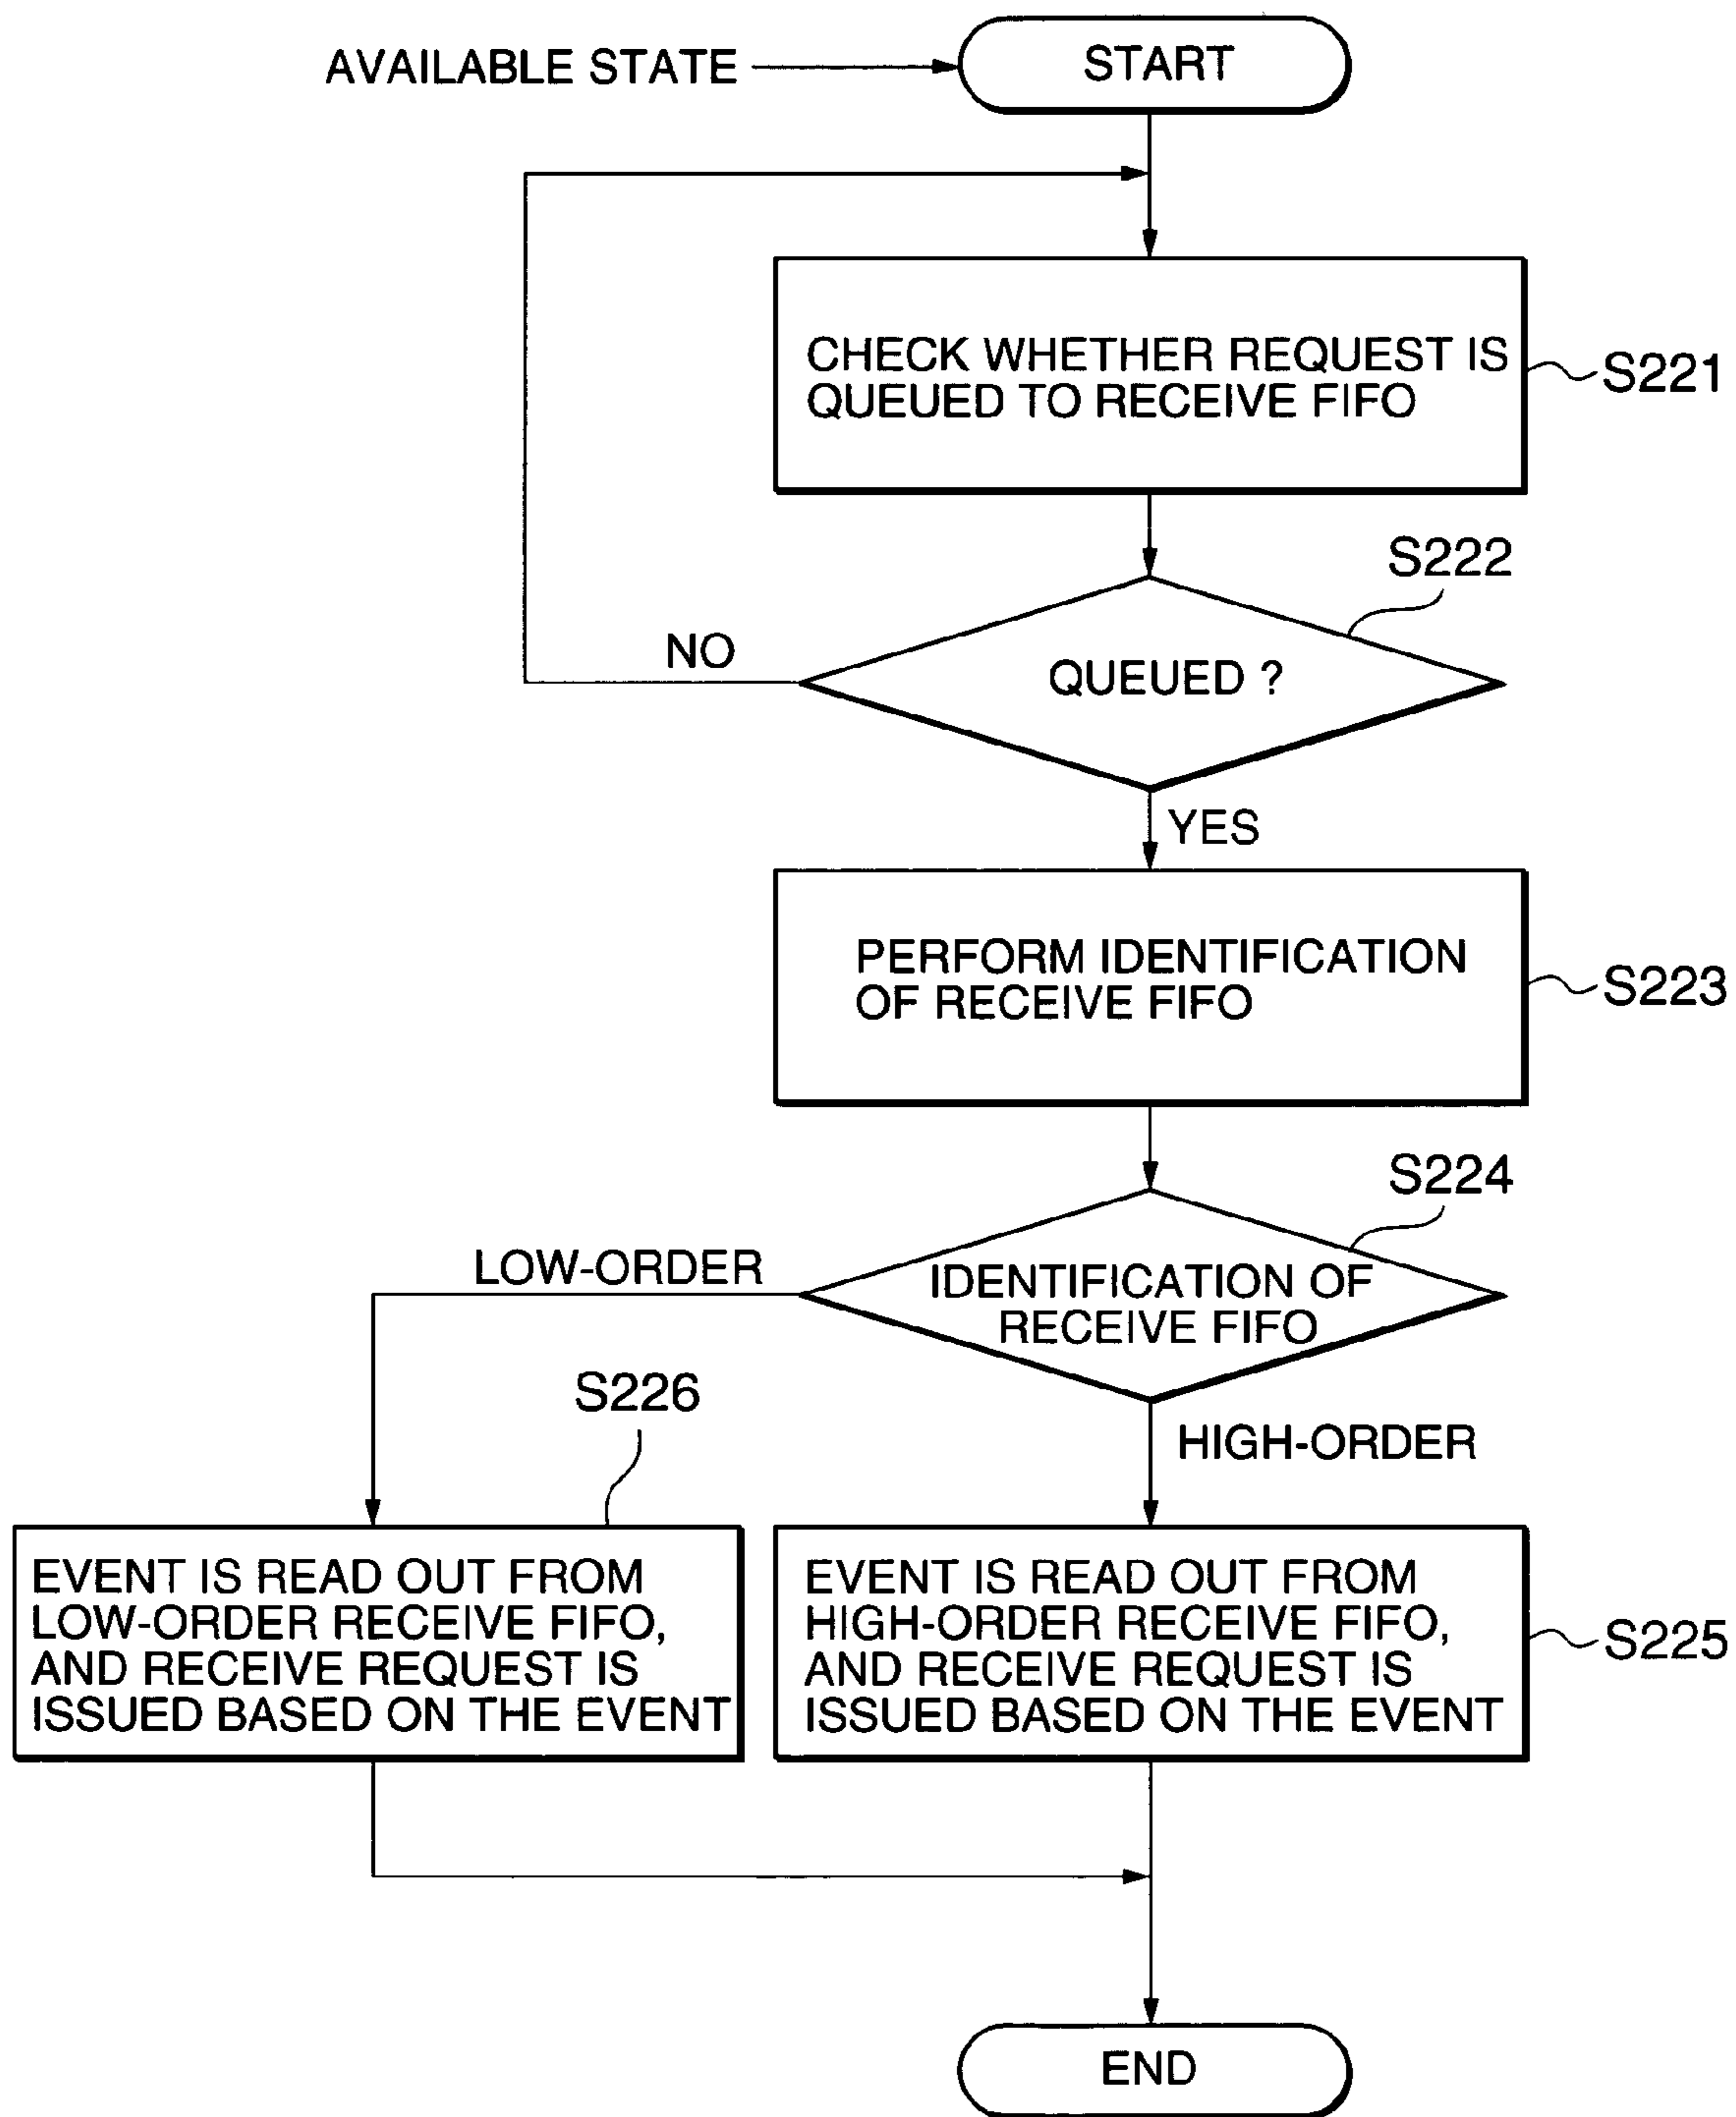 AVAILABLE STATE
START
CHECK WHETHER REQUEST IS
QUEUED TO RECEIVE FIFO
S221
S222
NO
QUEUED ?
YES
PERFORM IDENTIFICATION
OF RECEIVE FIFO
S223
S224
LOW-ORDER
IDENTIFICATION OF
RECEIVE FIFO
S226
HIGH-ORDER
EVENT IS READ OUT FROM
LOW-ORDER RECEIVE FIFO,
AND RECEIVE REQUEST IS
ISSUED BASED ON THE EVENT
EVENT IS READ OUT FROM
HIGH-ORDER RECEIVE FIFO,
AND RECEIVE REQUEST IS
ISSUED BASED ON THE EVENT
S225
END